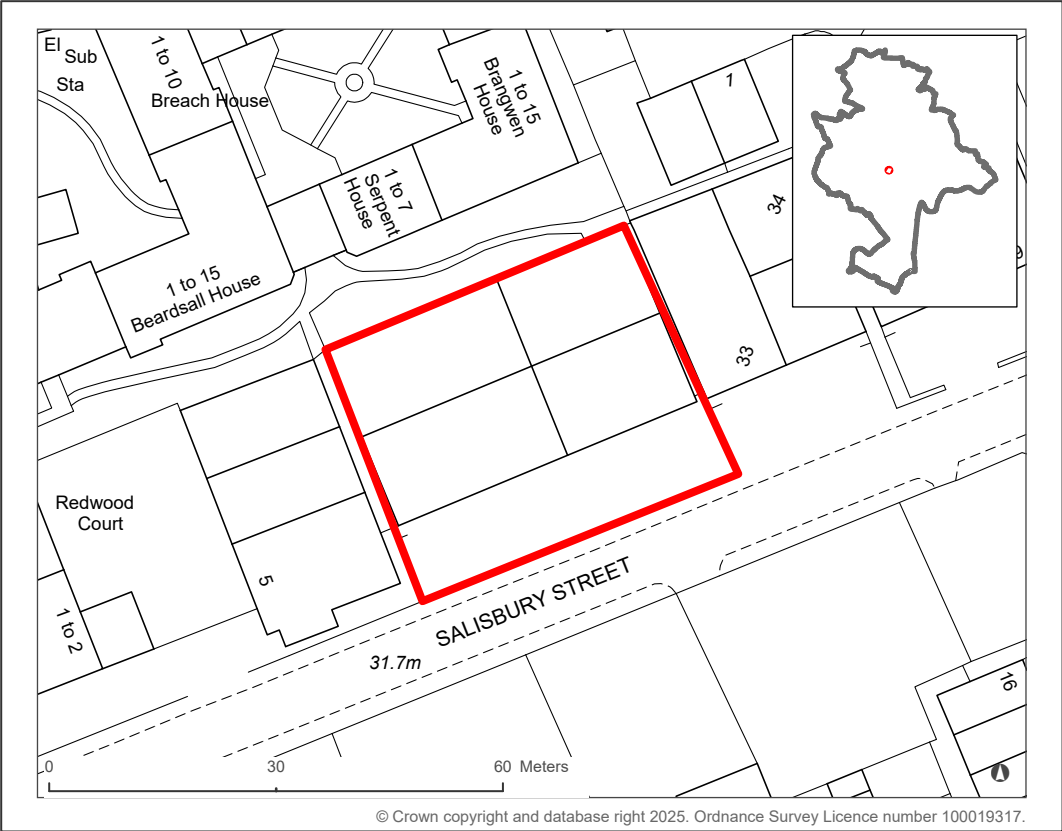 El
Sub
Sta
1 to 10
Breach House
1 to 15
Brangwen
House
1
1 to 7
Serpent
House
34
1 to 15
Beardsall House
33
Redwood
Court
5
1 to 2
SALISBURY STREET
31.7m
16
0 30 60 Meters
© Crown copyright and database right 2025. Ordnance Survey Licence number 100019317.